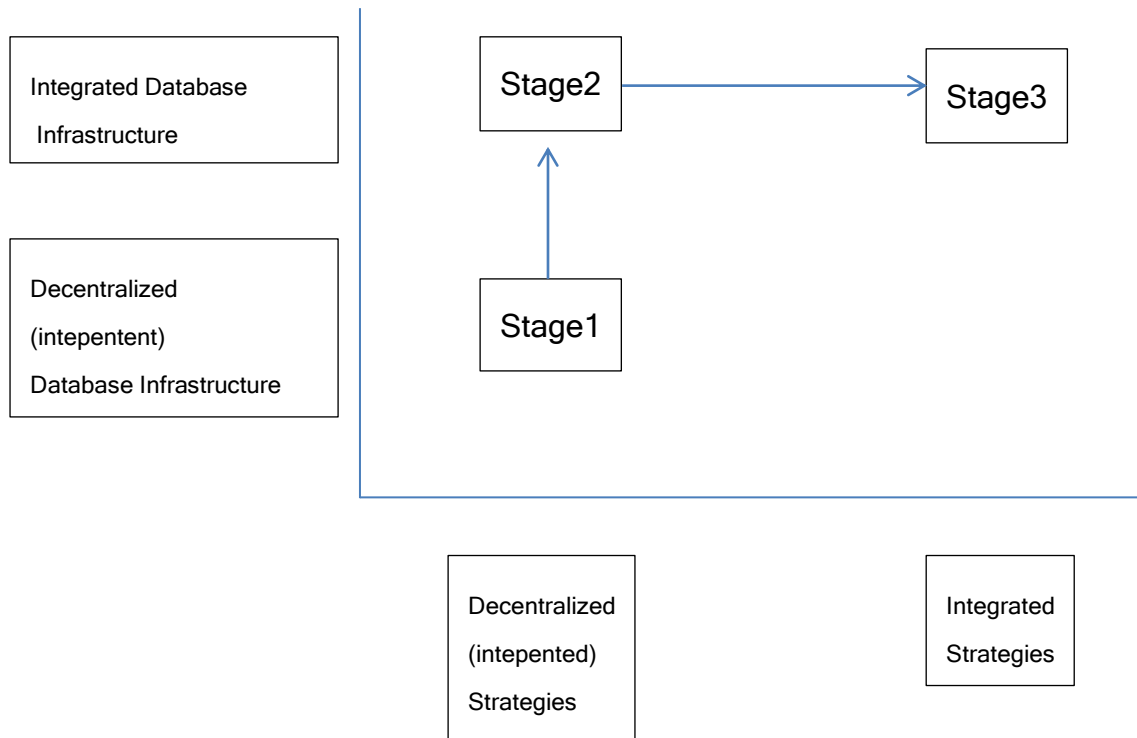 Integrated Database
Infrastructure
Stage2
Stage3
Decentralized
(intepentent)
Database Infrastructure
Stage1
Decentralized
(intepented)
Strategies
Integrated
Strategies